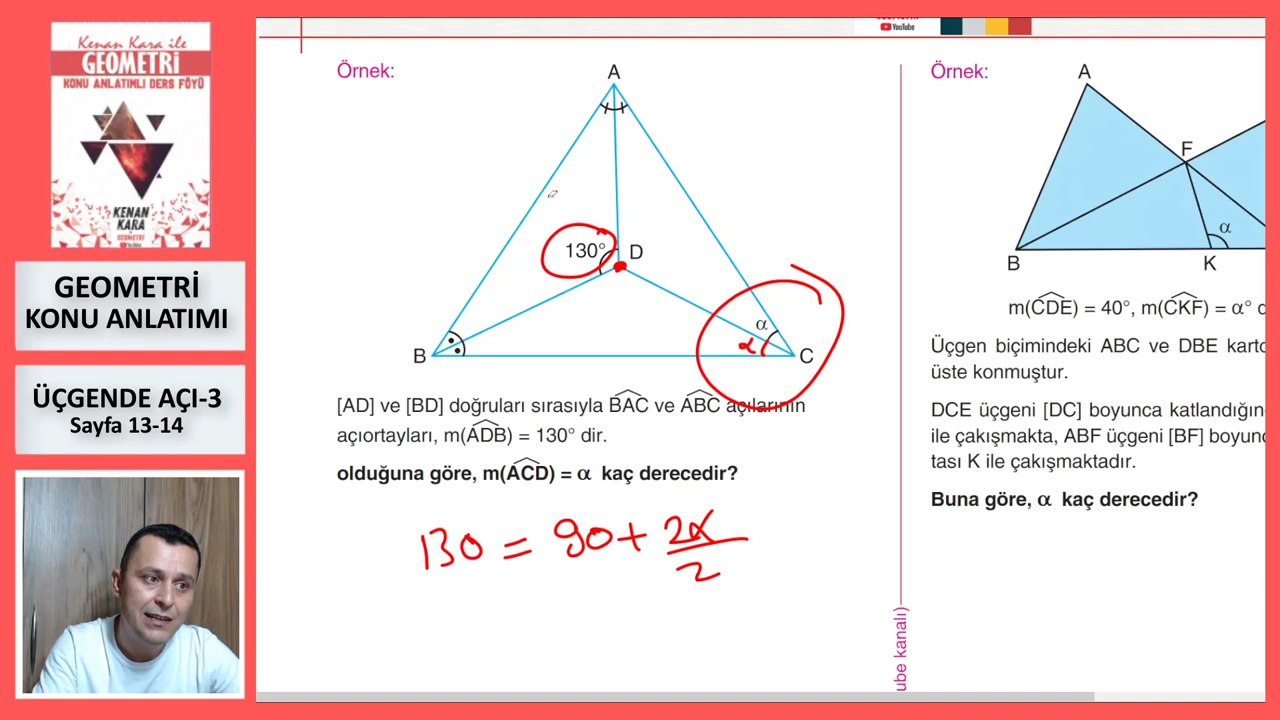 Kenan Kara ile
GEOMETRİ
KONU ANLATIMLI DERS FÖYÜ
KENAN
KARA
GEOMETRİ
KONU ANLATIMI
ÜÇGENDE AÇI-3
Sayfa 13-14
YouTube
Örnek:
A
130°
D
α
α
B
C
[AD] ve [BD] doğruları sırasıyla BAC ve ABC açılarının
açıortayları, m(ADB) = 130° dir.
olduğuna göre, m(ACD) = α kaç derecedir?
130 = 90 + 2α/2
ube kanalı)
Örnek:
A
F
α
B
K
m(CDE) = 40°, m(CKF) = α° d
Üçgen biçimindeki ABC ve DBE karto
üste konmuştur.
DCE üçgeni [DC] boyunca katlandığın
ile çakışmakta, ABF üçgeni [BF] boyunc
tası K ile çakışmaktadır.
Buna göre, α kaç derecedir?